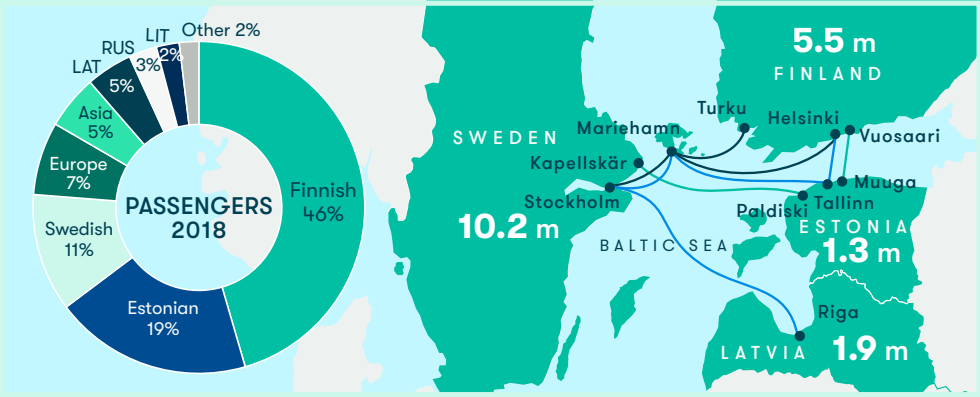 LIT
Other 2%
RUS
2%
3%
LAT
5%
Asia
5%
Europe
7%
Swedish
11%
Estonian
19%
Finnish
46%
PASSENGERS
2018
5.5 m
FINLAND
SWEDEN
Turku
Mariehamn
Helsinki
Vuosaari
Kapellskär
Stockholm
Muuga
Tallinn
Paldiski
10.2 m
BALTIC SEA
ESTONIA
1.3 m
Riga
LATVIA
1.9 m